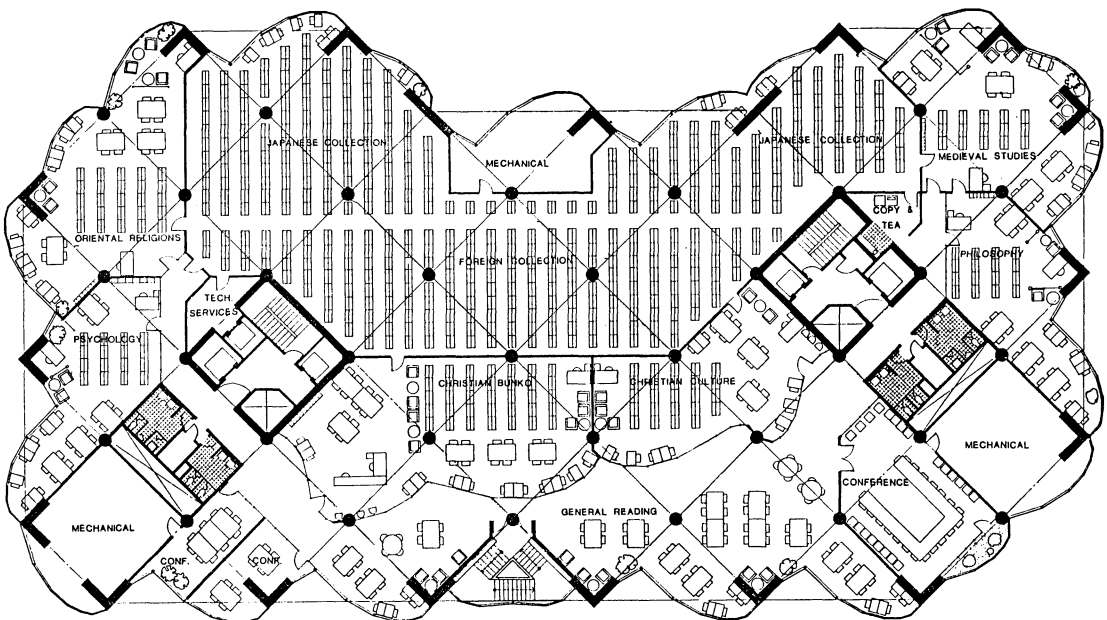 JAPANESE COLLECTION
JAPANESE COLLECTION
MECHANICAL
MEDIEVAL STUDIES
COPY &
TEA
ORIENTAL RELIGIONS
FOREIGN COLLECTION
PHILOSOPHY
TECH.
SERVICES
PSYCHOLOGY
CHRISTIAN BUNKO
CHRISTIAN CULTURE
MECHANICAL
CONFERENCE
GENERAL READING
MECHANICAL
CONF.
CONF.